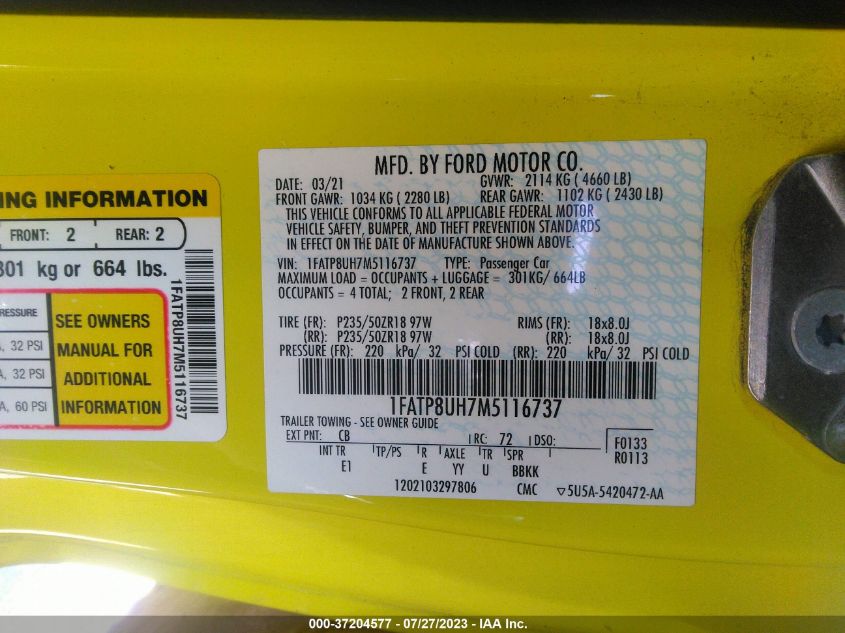 MFD. BY FORD MOTOR CO.
DATE: 03/21 GVWR: 2114 KG ( 4660 LB)
FRONT GAWR: 1034 KG ( 2280 LB) REAR GAWR: 1102 KG ( 2430 LB)
THIS VEHICLE CONFORMS TO ALL APPLICABLE FEDERAL MOTOR
VEHICLE SAFETY, BUMPER, AND THEFT PREVENTION STANDARDS
IN EFFECT ON THE DATE OF MANUFACTURE SHOWN ABOVE.
VIN: 1FATP8UH7M5116737 TYPE: Passenger Car
MAXIMUM LOAD = OCCUPANTS + LUGGAGE = 301KG/ 664LB
OCCUPANTS = 4 TOTAL; 2 FRONT, 2 REAR
TIRE (FR): P235/50ZR18 97W RIMS (FR): 18x8.0J
(RR): P235/50ZR18 97W (RR): 18x8.0J
PRESSURE (FR): 220 kPa/ 32 PSI COLD (RR): 220 kPa/ 32 PSI COLD
1FATP8UH7M5116737
TRAILER TOWING - SEE OWNER GUIDE
EXT PNT: CB RC: 72 DSO: F0133
R0113
INT TR TP/PS R AXLE TR SPR
E1 E YY U BBKK
1202103297806 CMC ▽5U5A-5420472-AA
ING INFORMATION
FRONT: 2 REAR: 2
301 kg or 664 lbs.
RESSURE
A, 32 PSI
A, 32 PSI
A, 60 PSI
SEE OWNERS
MANUAL FOR
ADDITIONAL
INFORMATION
1FATP8UH7M5116737
000-37204577 - 07/27/2023 - IAA Inc.